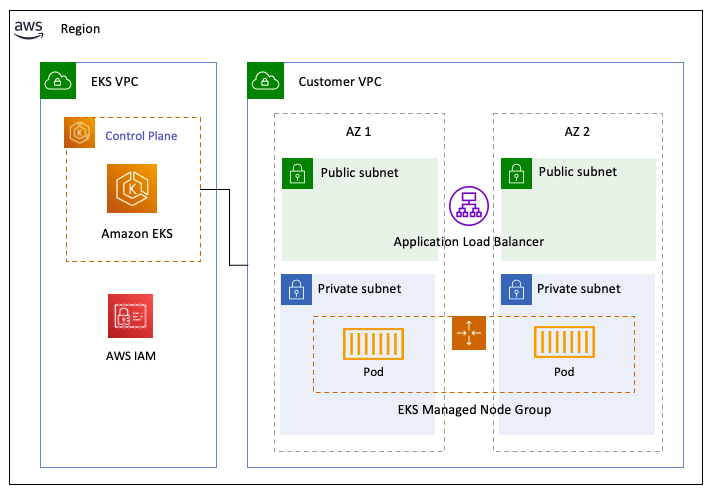 aws
Region
EKS VPC
Control Plane
K
Amazon EKS
AWS IAM
Customer VPC
AZ 1
AZ 2
Public subnet
Public subnet
Application Load Balancer
Private subnet
Private subnet
Pod
Pod
EKS Managed Node Group